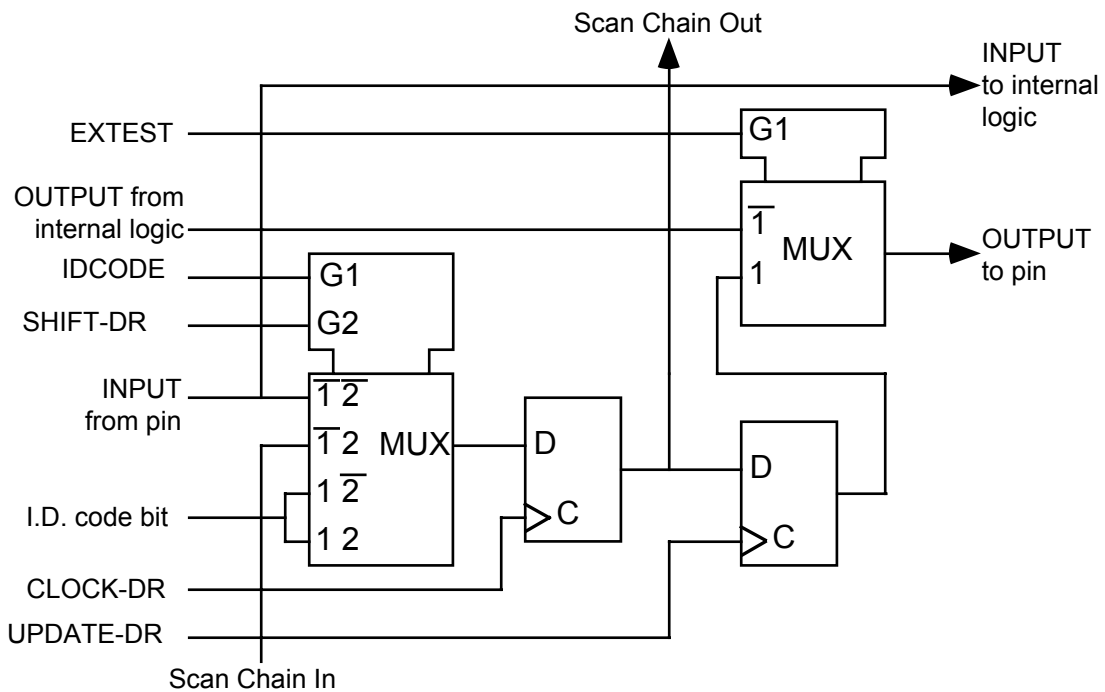 Scan Chain Out
INPUT
to internal
logic
EXTEST
G1
OUTPUT from
internal logic
1̅
MUX
OUTPUT
to pin
IDCODE
G1
1
SHIFT-DR
G2
INPUT
from pin
1̅ 2̅
1̅ 2
MUX
D
D
1 2̅
I.D. code bit
C
1 2
C
CLOCK-DR
UPDATE-DR
Scan Chain In